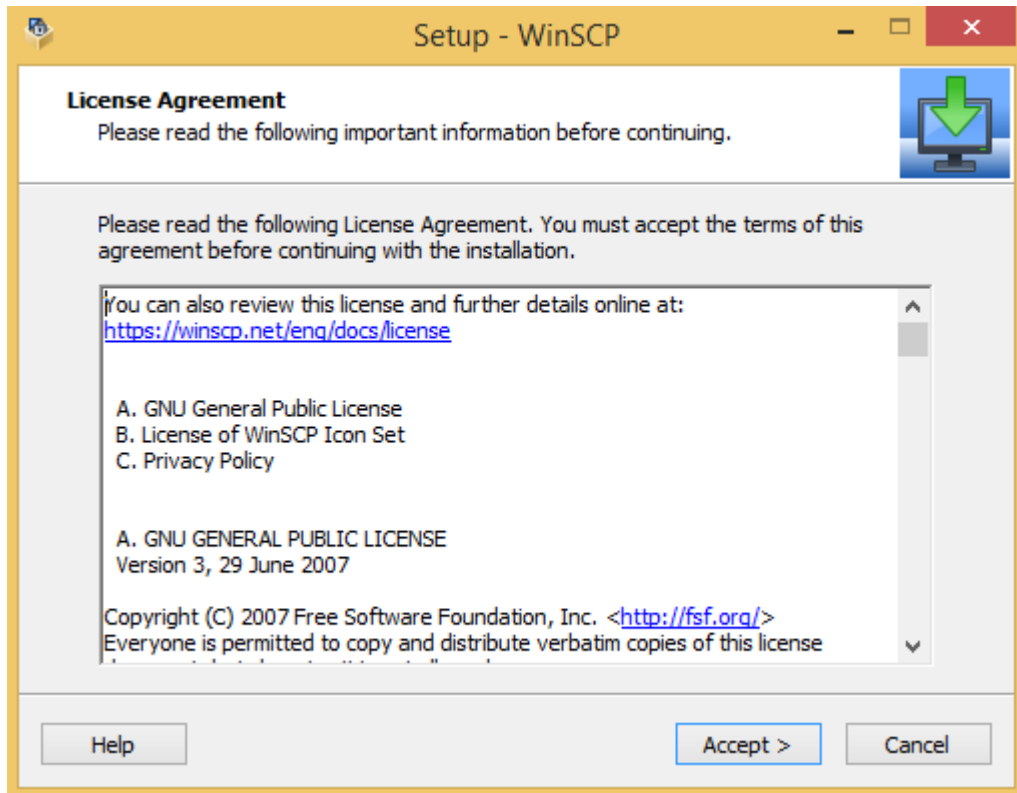 Setup - WinSCP
License Agreement
Please read the following important information before continuing.
Please read the following License Agreement. You must accept the terms of this
agreement before continuing with the installation.
You can also review this license and further details online at:
https://winscp.net/eng/docs/license
A. GNU General Public License
B. License of WinSCP Icon Set
C. Privacy Policy
A. GNU GENERAL PUBLIC LICENSE
Version 3, 29 June 2007
Copyright (C) 2007 Free Software Foundation, Inc. <http://fsf.org/>
Everyone is permitted to copy and distribute verbatim copies of this license
Help
Accept >
Cancel